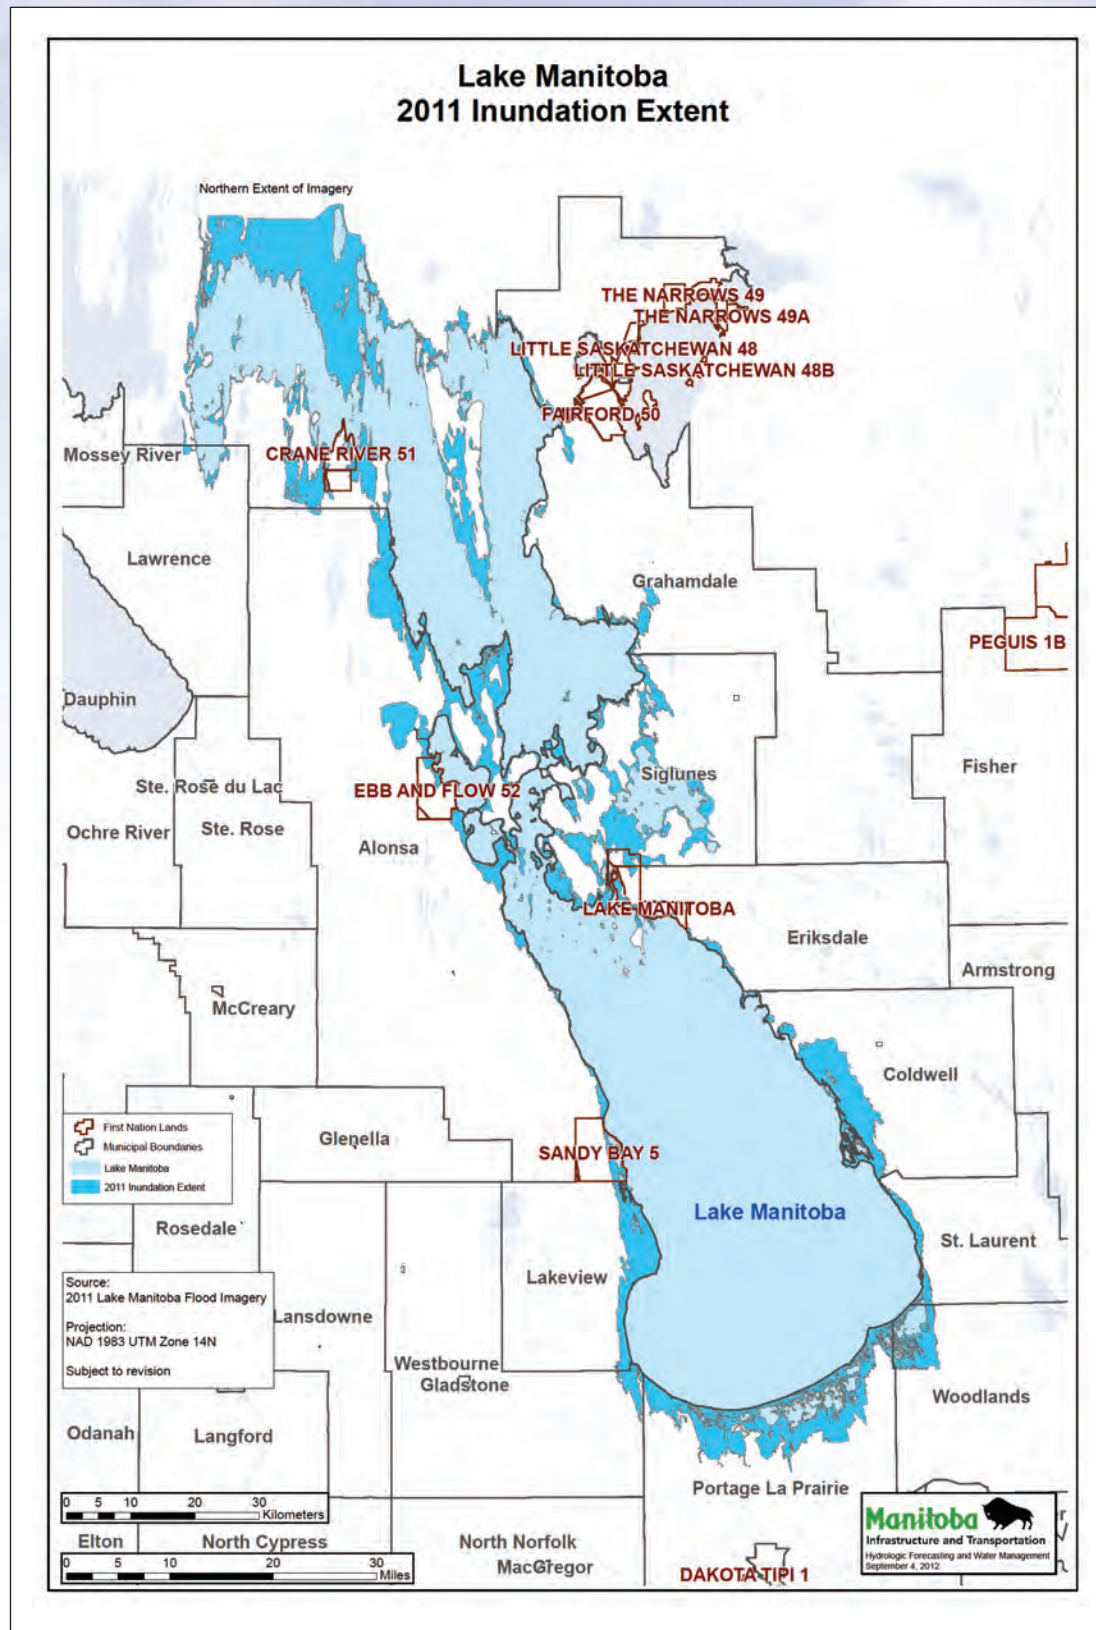 Lake Manitoba
2011 Inundation Extent
Northern Extent of Imagery
THE NARROWS 49
THE NARROWS 49A
LITTLE SASKATCHEWAN 48
LITTLE SASKATCHEWAN 48B
FAIRFORD 50
Mossey River
CRANE RIVER 51
Lawrence
Grahamdale
PEGUIS 1B
Dauphin
Siglunes
Fisher
Ste. Rose du Lac
EBB AND FLOW 52
Ochre River
Ste. Rose
Alonsa
LAKE MANITOBA
Eriksdale
Armstrong
McCreary
Coldwell
First Nation Lands
Municipal Boundaries
Lake Manitoba
2011 Inundation Extent
Glenella
SANDY BAY 5
Lake Manitoba
Rosedale
St. Laurent
Lakeview
Source:
2011 Lake Manitoba Flood Imagery
Projection:
NAD 1983 UTM Zone 14N
Subject to revision
Lansdowne
Westbourne
Gladstone
Woodlands
Odanah
Langford
Portage La Prairie
0 5 10 20 30
Kilometers
Elton
North Cypress
North Norfolk
MacGregor
0 5 10 20 30
Miles
DAKOTA TIPI 1
Manitoba
Infrastructure and Transportation
Hydrologic Forecasting and Water Management
September 4, 2012